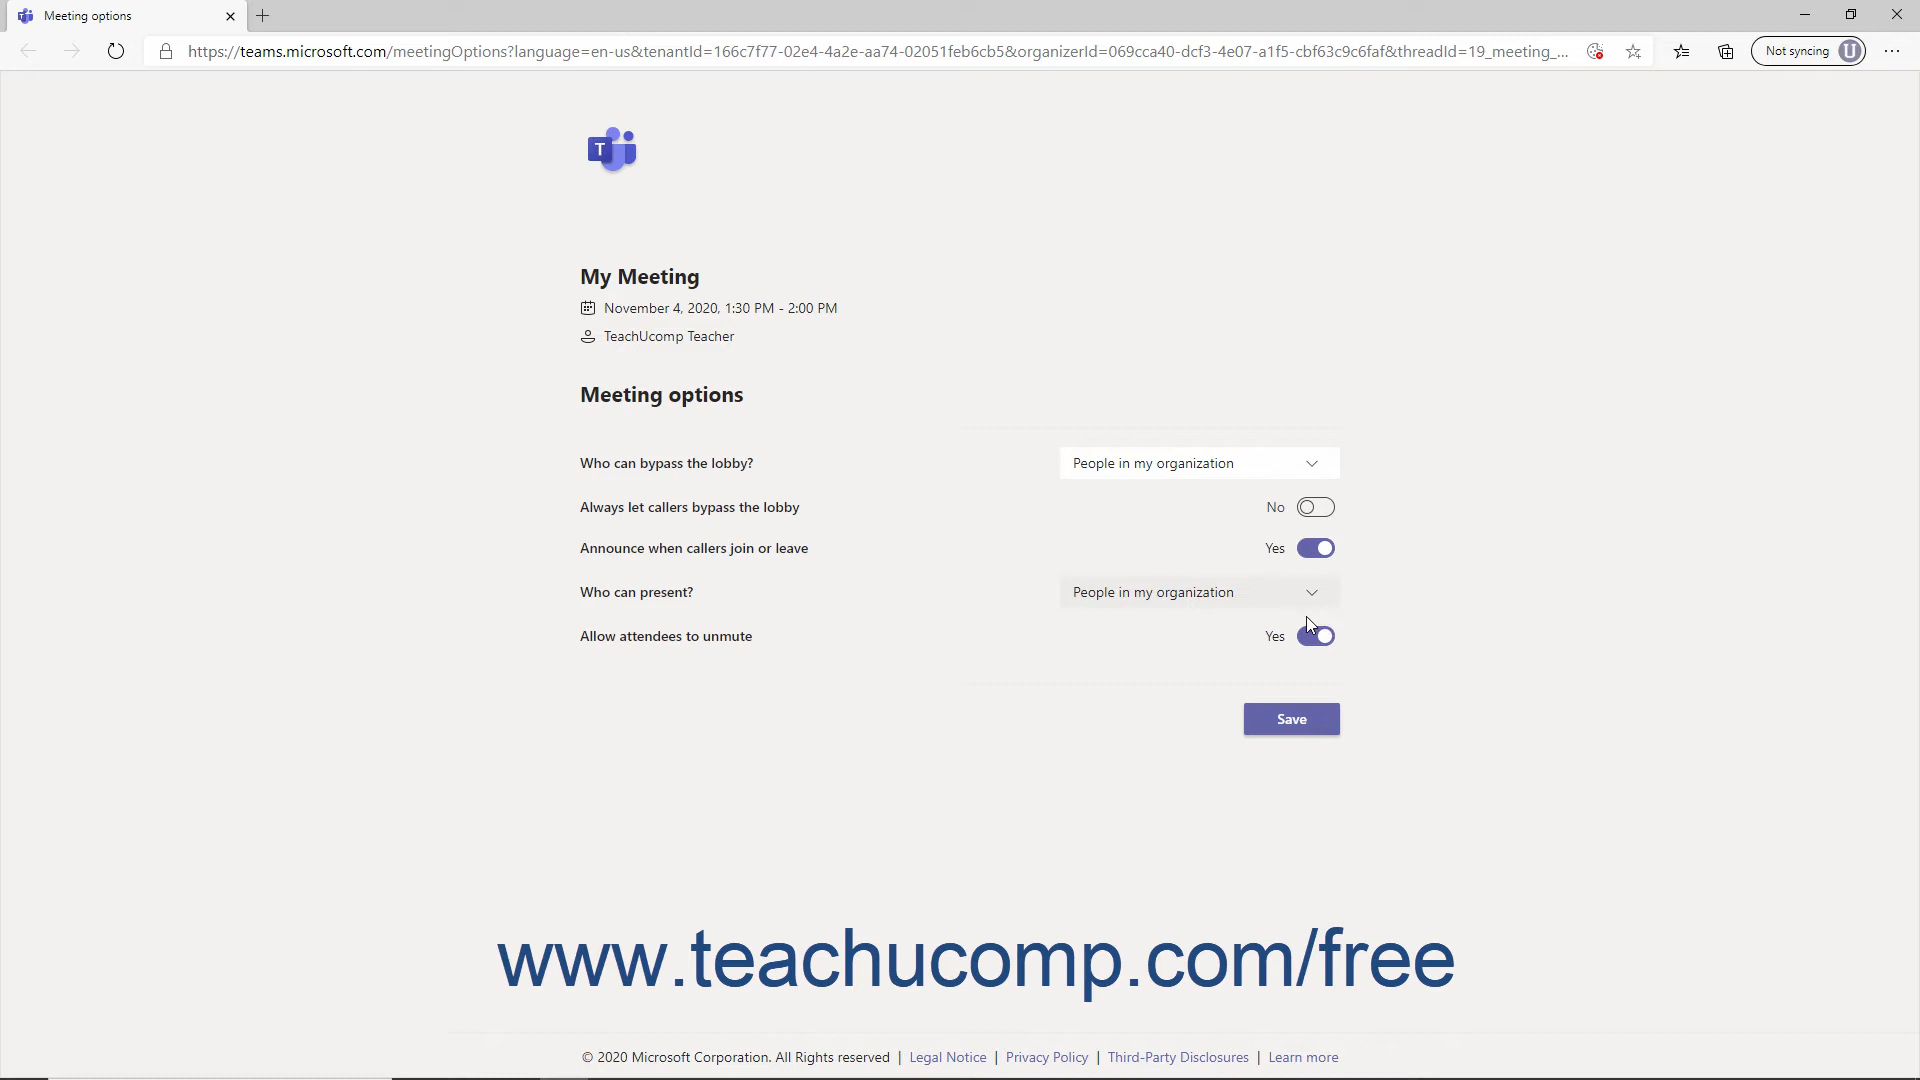 Meeting options
https://teams.microsoft.com/meetingOptions?language=en-us&tenantId=166c7f77-02e4-4a2e-aa74-02051feb6cb5&organizerId=069cca40-dcf3-4e07-a1f5-cbf63c9c6faf&threadId=19_meeting_...
Not syncing U
T
My Meeting
November 4, 2020, 1:30 PM - 2:00 PM
TeachUcomp Teacher
Meeting options
Who can bypass the lobby? People in my organization
Always let callers bypass the lobby No
Announce when callers join or leave Yes
Who can present? People in my organization
Allow attendees to unmute Yes
Save
www.teachucomp.com/free
© 2020 Microsoft Corporation. All Rights reserved | Legal Notice | Privacy Policy | Third-Party Disclosures | Learn more